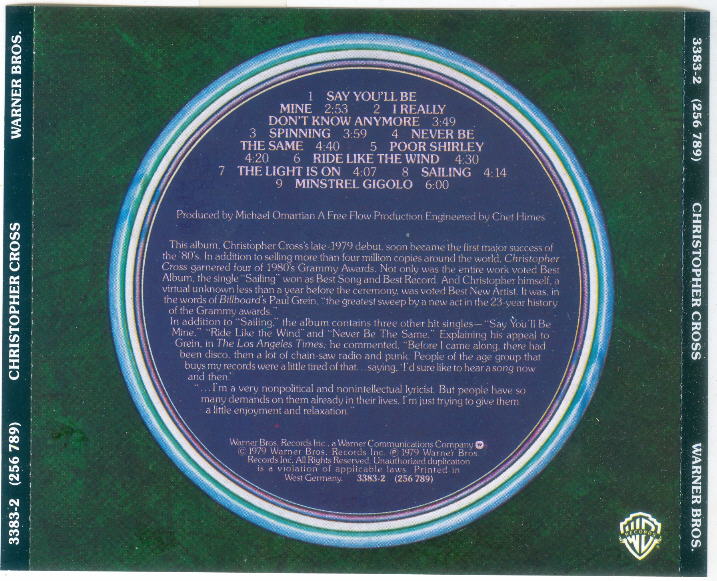 WARNER BROS.
CHRISTOPHER CROSS
3383-2 (256 789)
1 SAY YOU'LL BE
MINE 2:53 2 I REALLY
DON'T KNOW ANYMORE 3:49
3 SPINNING 3:59 4 NEVER BE
THE SAME 4:40 5 POOR SHIRLEY
4:20 6 RIDE LIKE THE WIND 4:30
7 THE LIGHT IS ON 4:07 8 SAILING 4:14
9 MINSTREL GIGOLO 6:00
Produced by Michael Omartian A Free Flow Production Engineered by Chet Himes
This album, Christopher Cross's late-1979 debut, soon became the first major success of
the '80's. In addition to selling more than four million copies around the world, Christopher
Cross garnered four of 1980's Grammy Awards. Not only was the entire work voted Best
Album, the single "Sailing" won as Best Song and Best Record. And Christopher himself, a
virtual unknown less than a year before the ceremony, was voted Best New Artist. It was, in
the words of Billboard's Paul Grein, "the greatest sweep by a new act in the 23-year history
of the Grammy awards."
In addition to "Sailing," the album contains three other hit singles—"Say You'll Be
Mine," "Ride Like the Wind" and "Never Be The Same." Explaining his appeal to
Grein, in The Los Angeles Times, he commented, "Before I came along, there had
been disco, then a lot of chain-saw radio and punk. People of the age group that
buys my records were a little tired of that...saying, 'I'd sure like to hear a song now
and then.'
"...I'm a very nonpolitical and nonintellectual lyricist. But people have so
many demands on them already in their lives, I'm just trying to give them
a little enjoyment and relaxation."
Warner Bros. Records Inc., a Warner Communications Company
© 1979 Warner Bros. Records Inc. ℗ 1979 Warner Bros.
Records Inc. All Rights Reserved. Unauthorized duplication
is a violation of applicable laws. Printed in
West Germany. 3383-2 (256 789)
3383-2 (256 789)
CHRISTOPHER CROSS
WARNER BROS.
WB
RECORDS